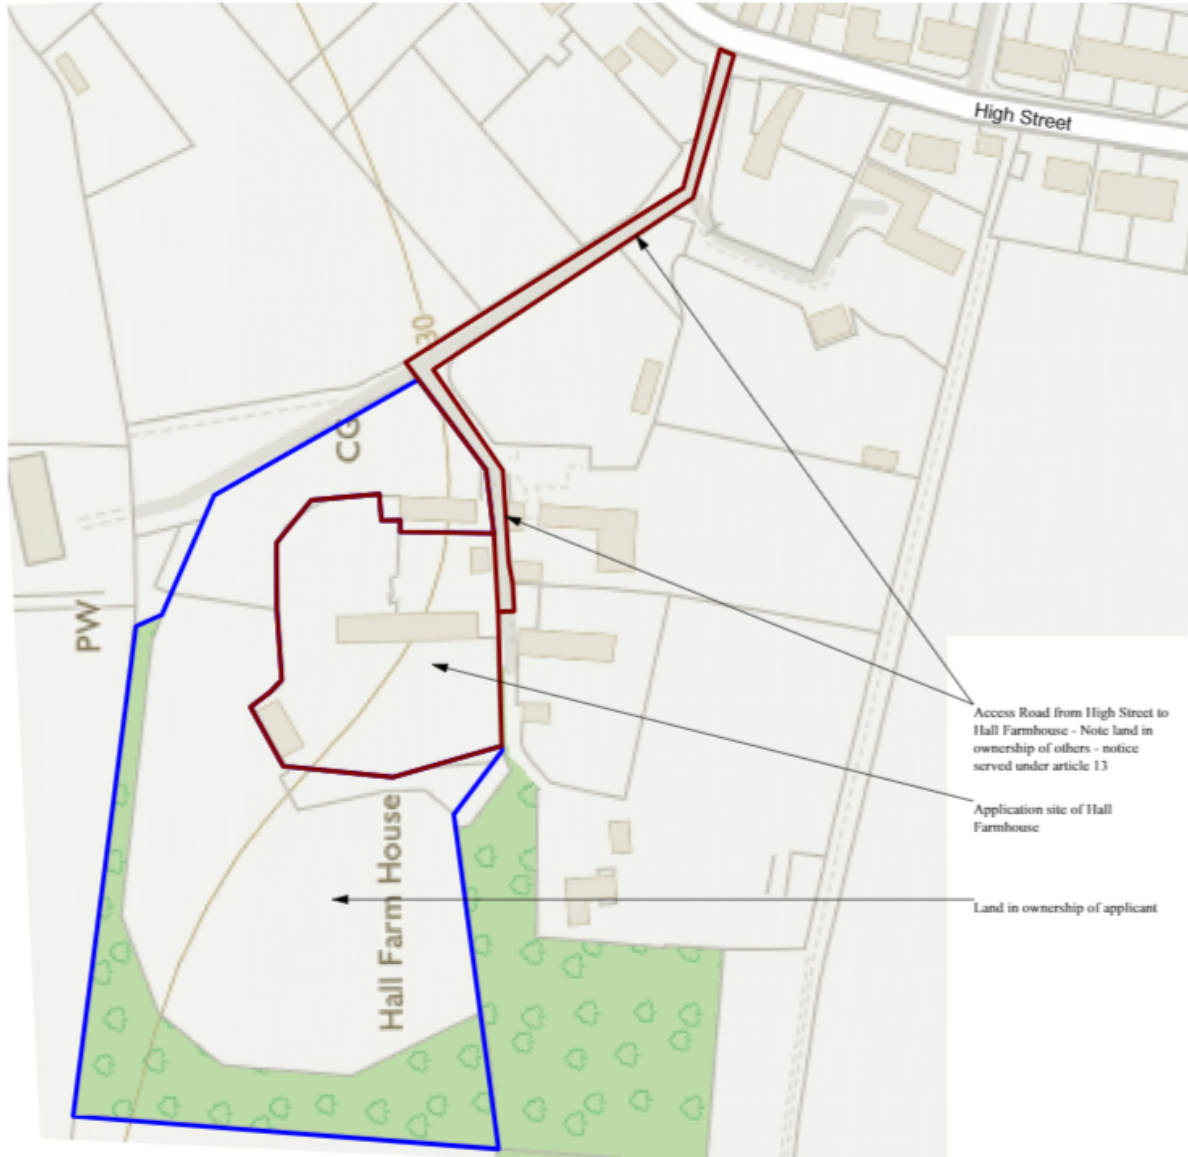 High Street
30
CG
PW
Access Road from High Street to
Hall Farmhouse - Note land in
ownership of others - notice
served under article 13
Application site of Hall
Farmhouse
Hall Farm House
Land in ownership of applicant